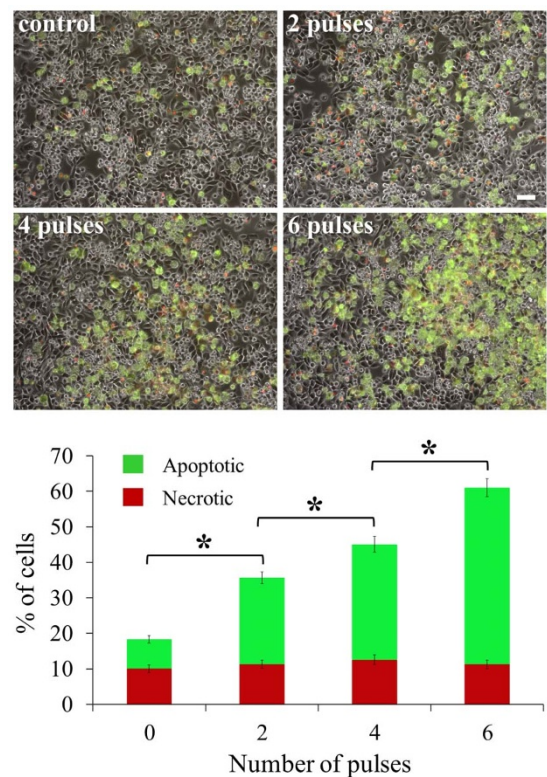 control
2 pulses
4 pulses
6 pulses
70
60
50
40
30
20
10
0
% of cells
Apoptotic
Necrotic
*
*
*
0 2 4 6
Number of pulses